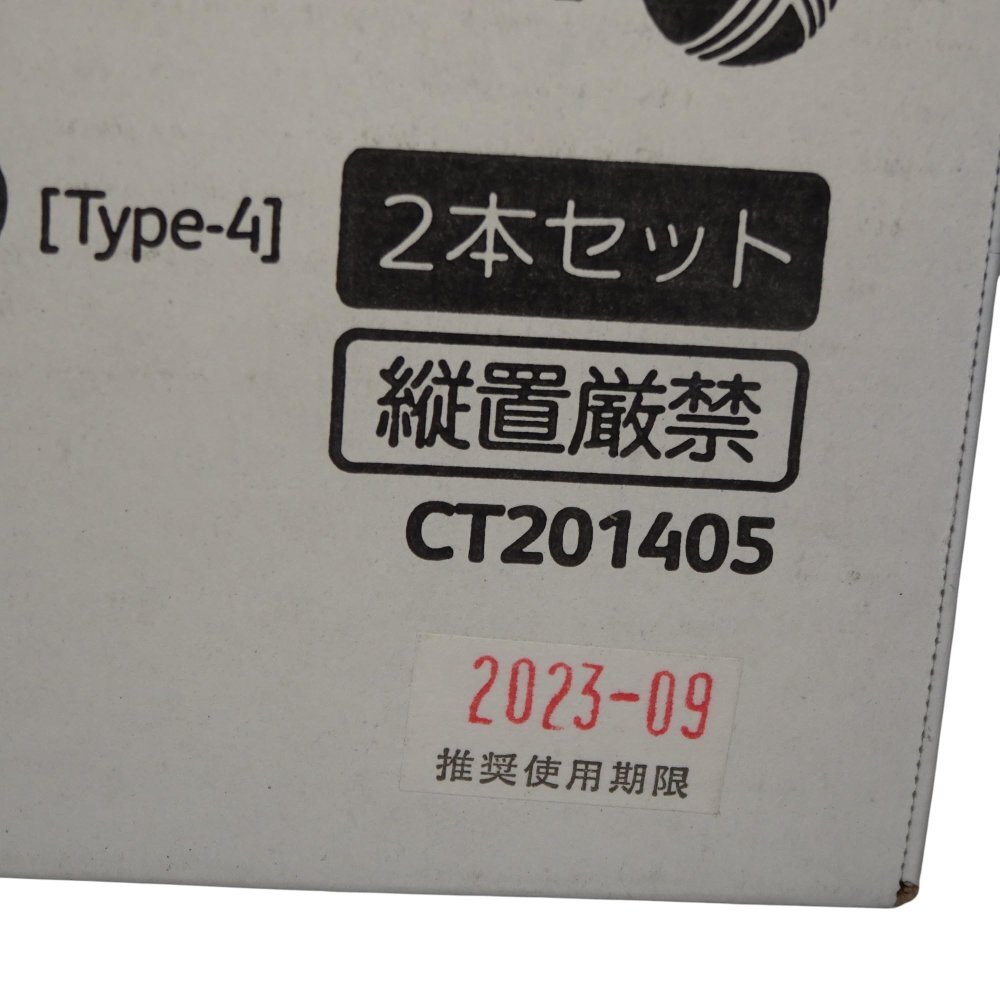 [Type-4]
2本セット
縦置厳禁
CT201405
2023-09
推奨使用期限